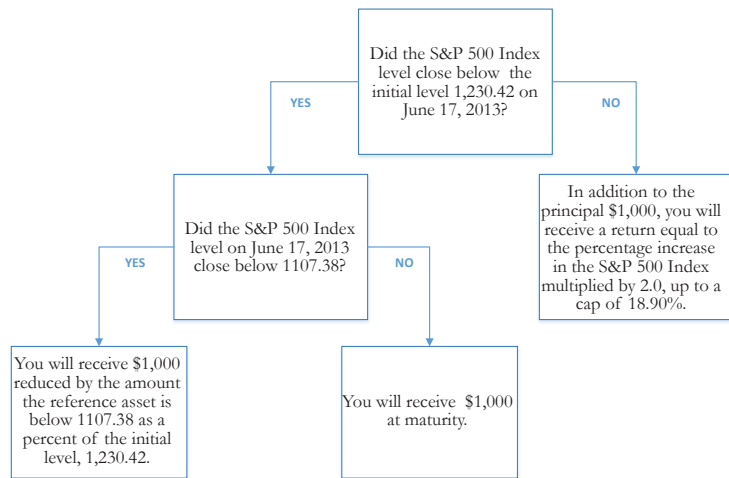 Did the S&P 500 Index
level close below the
initial level 1,230.42 on
June 17, 2013?
YES
NO
Did the S&P 500 Index
level on June 17, 2013
close below 1107.38?
In addition to the
principal $1,000, you will
receive a return equal to
the percentage increase
in the S&P 500 Index
multiplied by 2.0, up to a
cap of 18.90%.
YES
NO
You will receive $1,000
reduced by the amount
the reference asset is
below 1107.38 as a
percent of the initial
level, 1,230.42.
You will receive $1,000
at maturity.